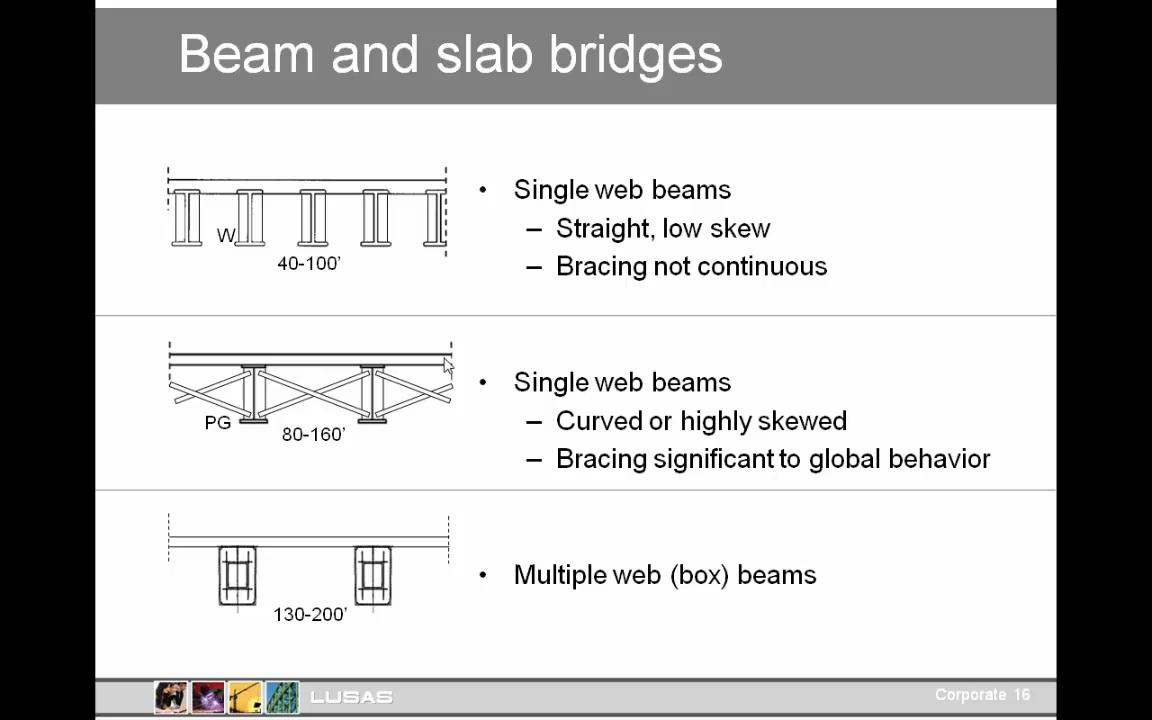 Beam and slab bridges
W
40-100'
• Single web beams
– Straight, low skew
– Bracing not continuous
PG
80-160'
• Single web beams
– Curved or highly skewed
– Bracing significant to global behavior
130-200'
• Multiple web (box) beams
LUSAS
Corporate 16